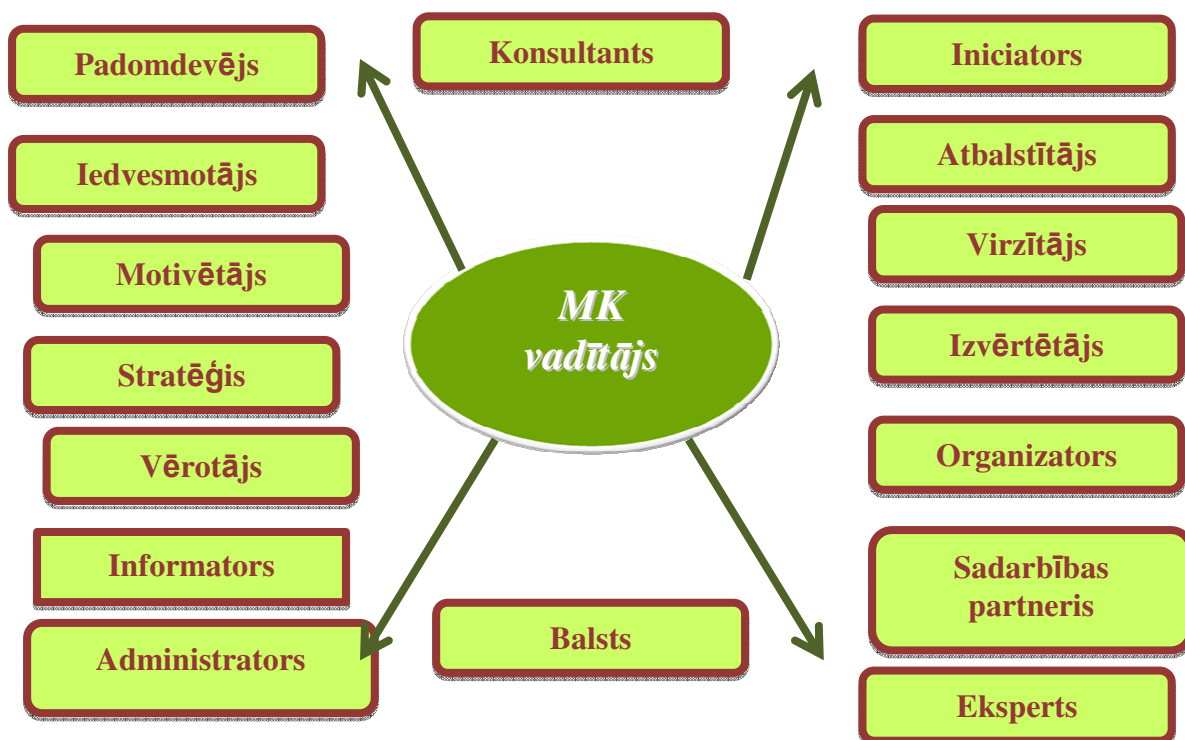 Padomdevējs
Konsultants
Iniciators
Iedvesmotājs
Atbalstītājs
Motivētājs
Virzītājs
MK
vadītājs
Stratēģis
Izvērtētājs
Vērotājs
Organizators
Informators
Sadarbības
partneris
Administrators
Balsts
Eksperts